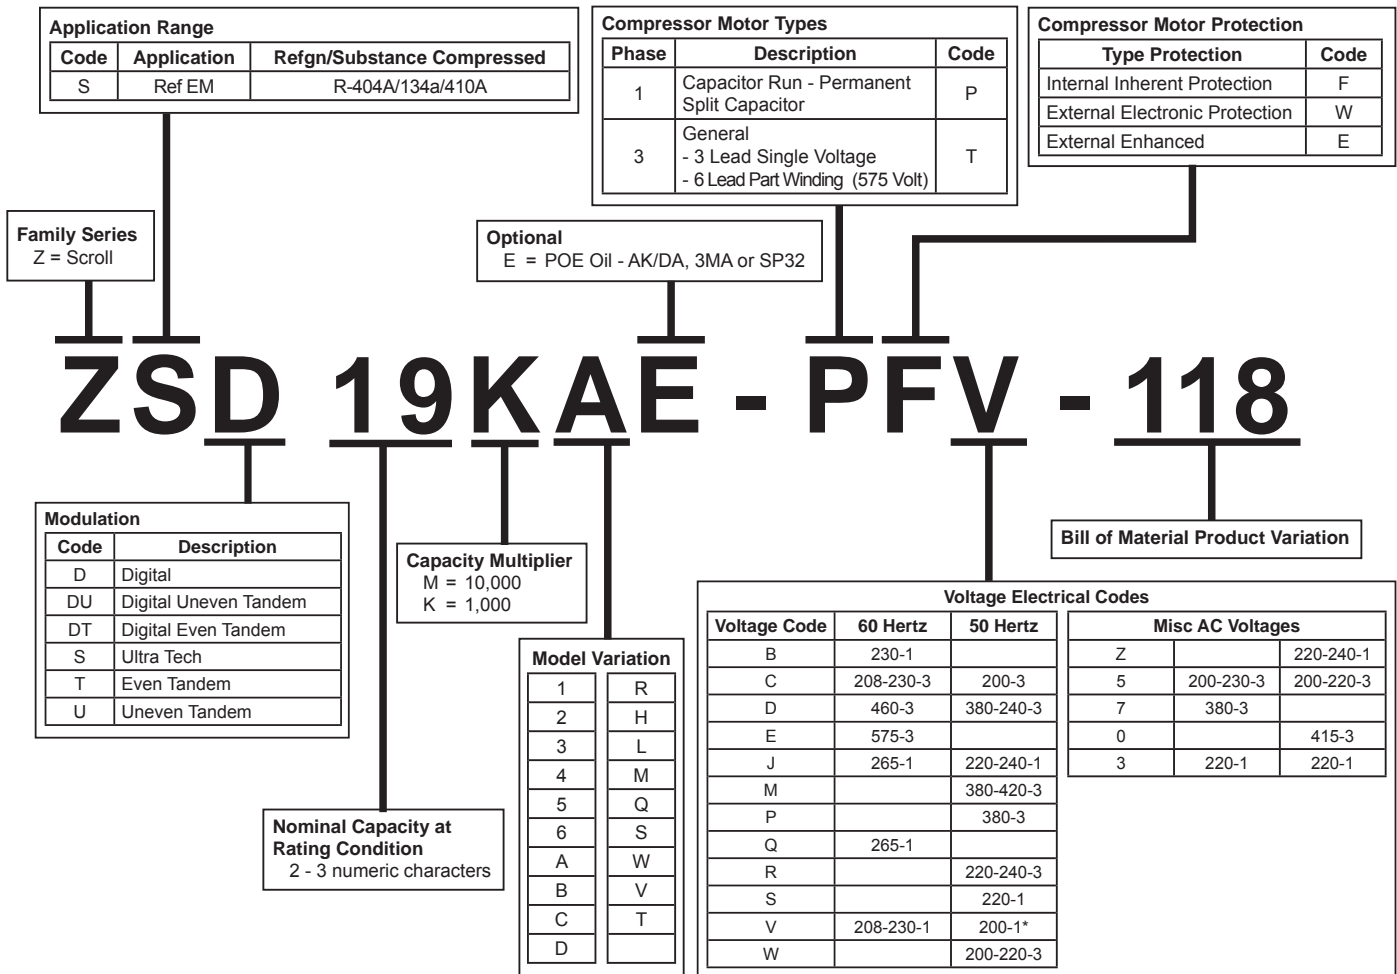 Application Range
Code Application Refgn/Substance Compressed
S Ref EM R-404A/134a/410A
Compressor Motor Types
Phase Description Code
1 Capacitor Run - Permanent Split Capacitor P
3 General
- 3 Lead Single Voltage
- 6 Lead Part Winding (575 Volt) T
Compressor Motor Protection
Type Protection Code
Internal Inherent Protection F
External Electronic Protection W
External Enhanced E
Family Series
Z = Scroll
Optional
E = POE Oil - AK/DA, 3MA or SP32
ZSD 19KAE - PFV - 118
Modulation
Code Description
D Digital
DU Digital Uneven Tandem
DT Digital Even Tandem
S Ultra Tech
T Even Tandem
U Uneven Tandem
Nominal Capacity at
Rating Condition
2 - 3 numeric characters
Capacity Multiplier
M = 10,000
K = 1,000
Model Variation
1 R
2 H
3 L
4 M
5 Q
6 S
A W
B V
C T
D
Bill of Material Product Variation
Voltage Electrical Codes
Voltage Code 60 Hertz 50 Hertz
B 230-1
C 208-230-3 200-3
D 460-3 380-240-3
E 575-3
J 265-1 220-240-1
M 380-420-3
P 380-3
Q 265-1
R 220-240-3
S 220-1
V 208-230-1 200-1*
W 200-220-3
Misc AC Voltages
Z 220-240-1
5 200-230-3 200-220-3
7 380-3
0 415-3
3 220-1 220-1